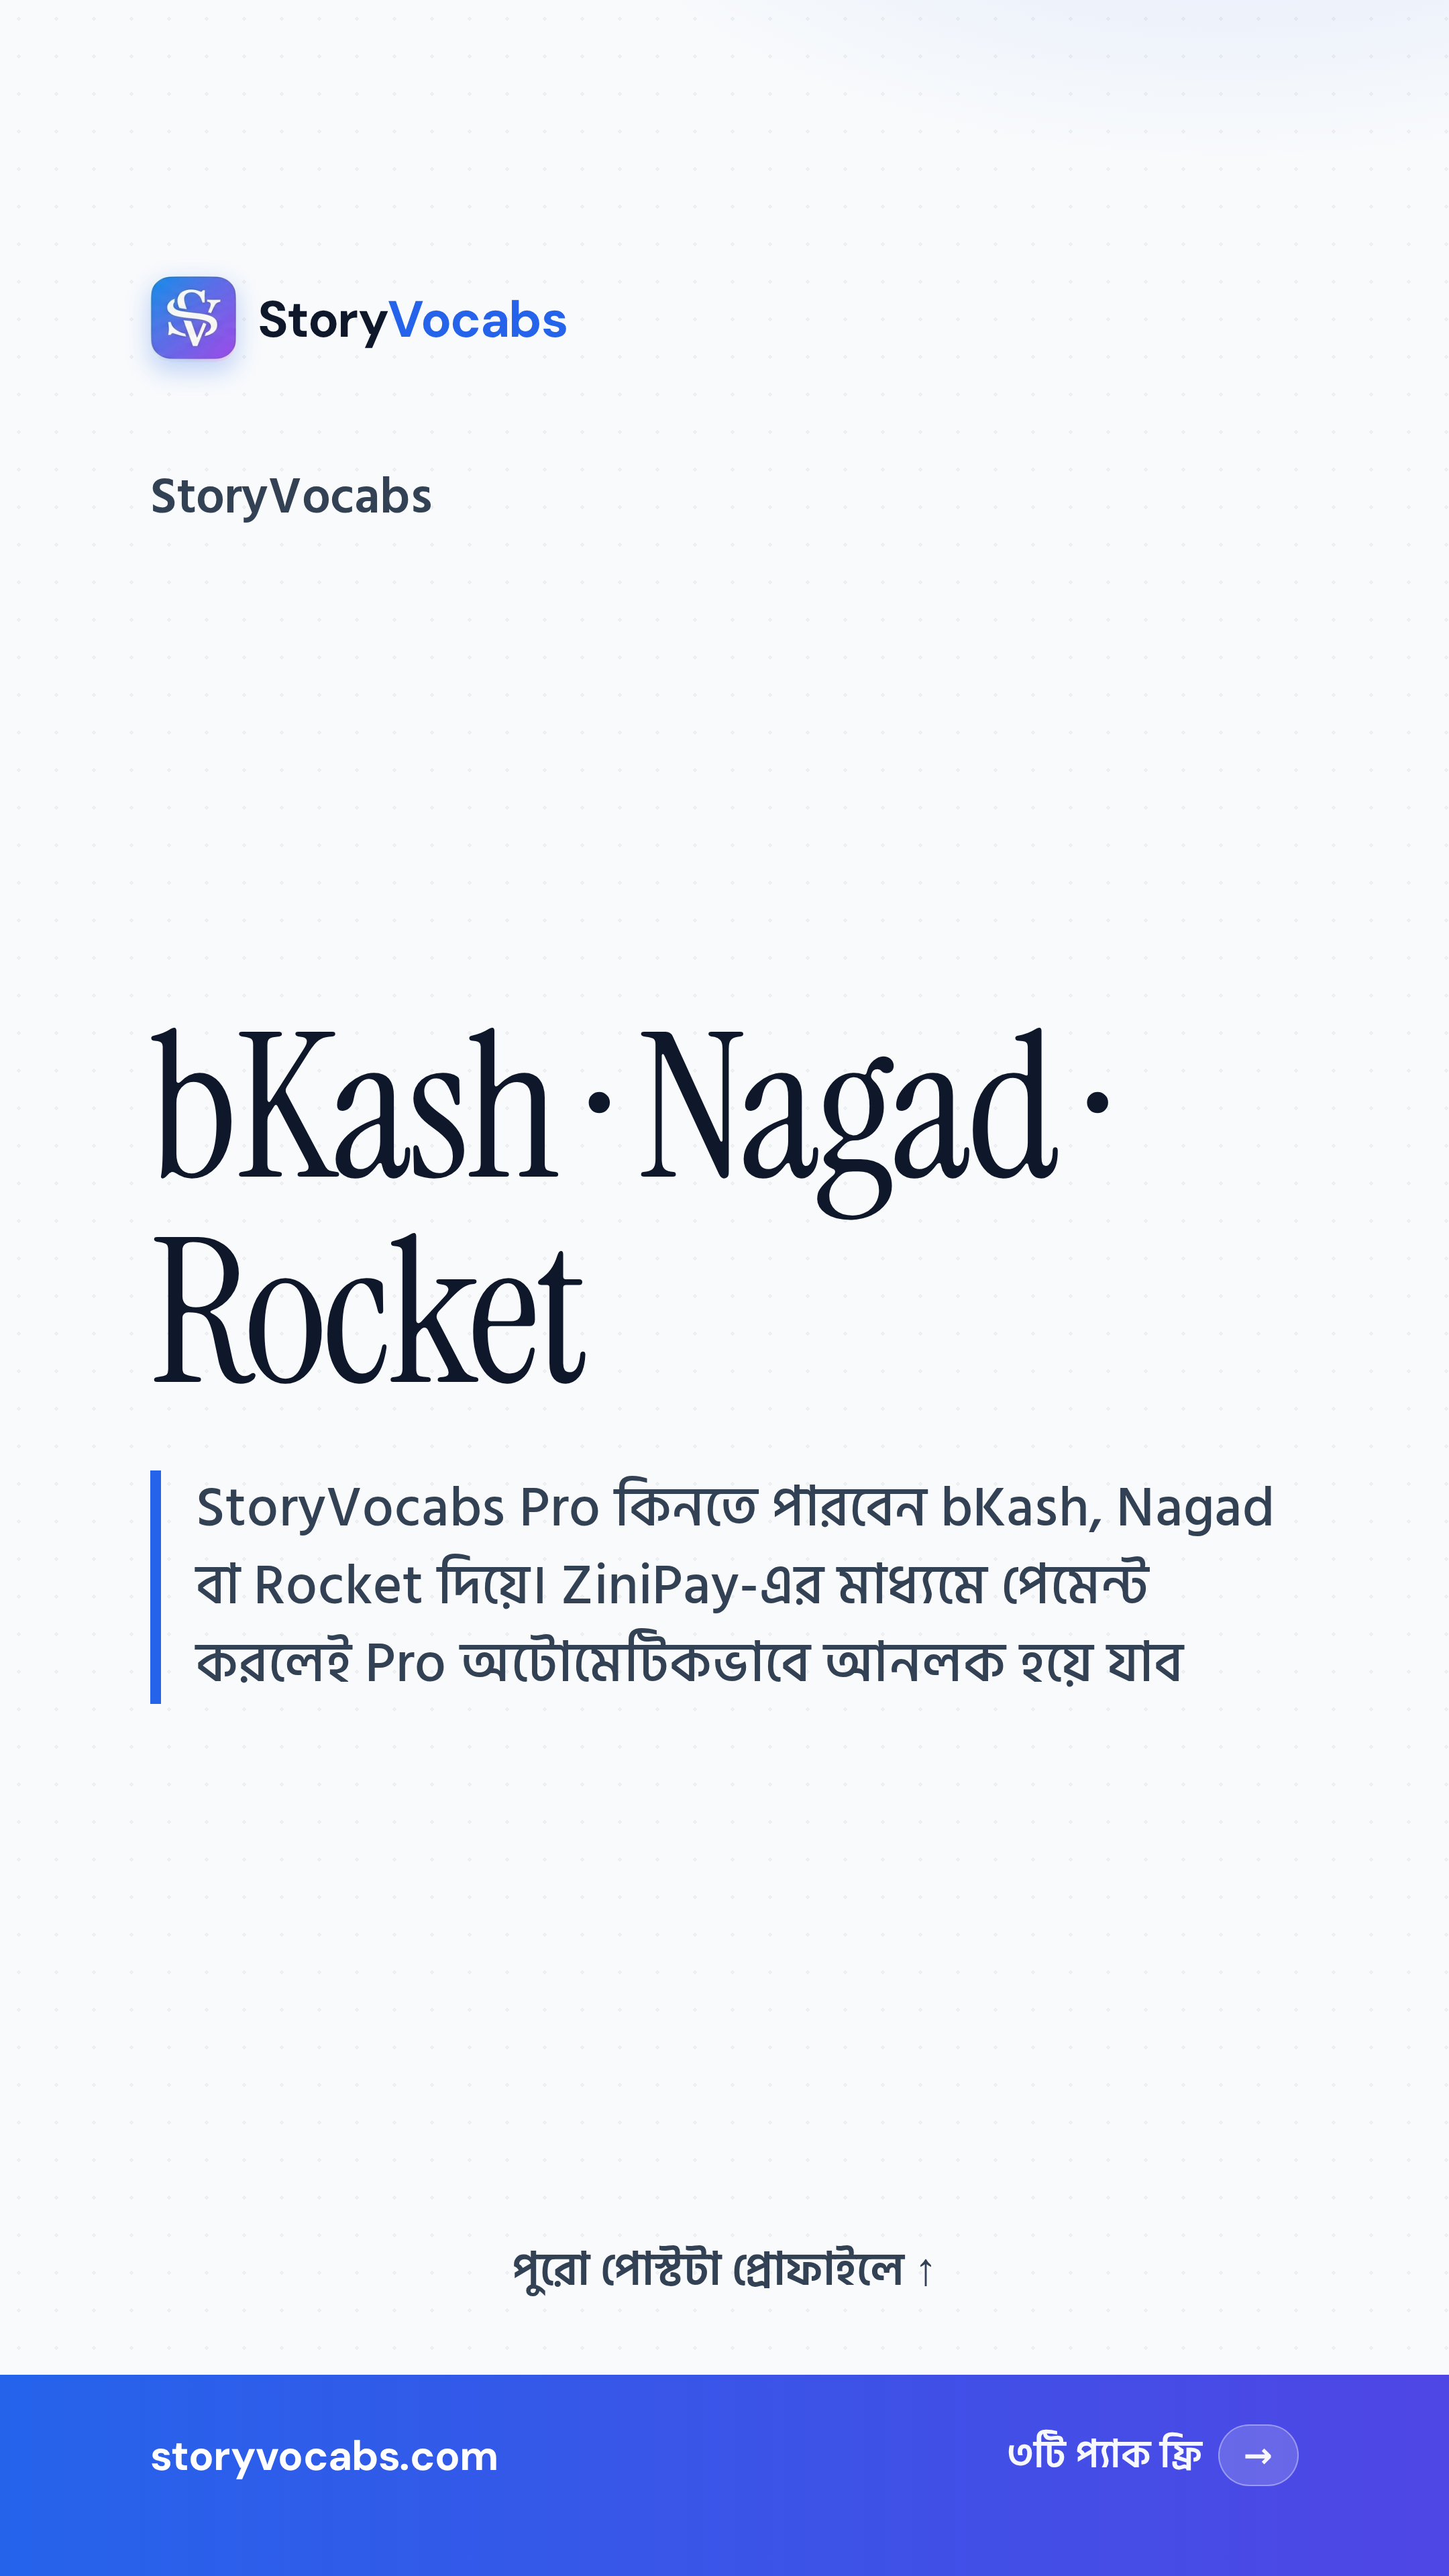 StoryVocabs
StoryVocabs
bKash · Nagad ·
Rocket
StoryVocabs Pro কিনতে পারবেন bKash, Nagad
বা Rocket দিয়ে। ZiniPay-এর মাধ্যমে পেমেন্ট
করলেই Pro অটোমেটিকভাবে আনলক হয়ে যাব
পুরো পোস্টটা প্রোফাইলে ↑
storyvocabs.com
৩টি প্যাক ফ্রি →